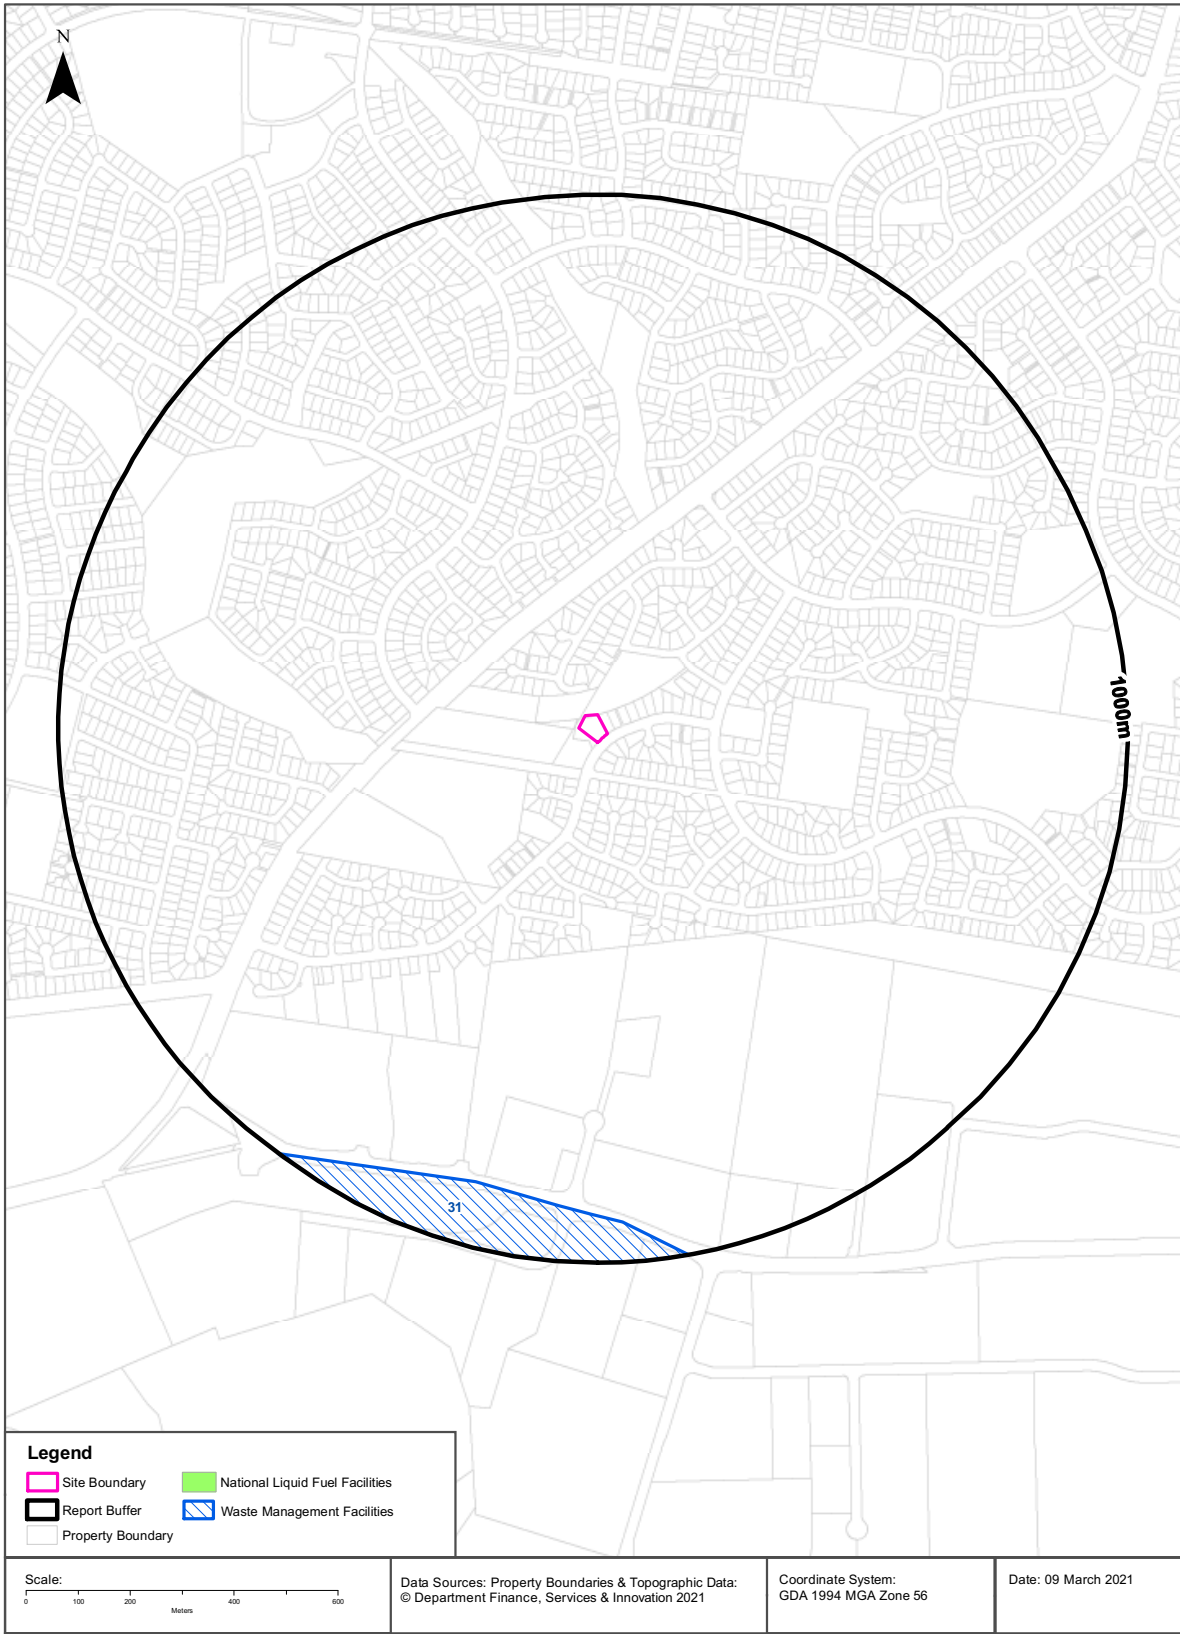 N
1000m
31
Legend
Site Boundary
National Liquid Fuel Facilities
Report Buffer
Waste Management Facilities
Property Boundary
Scale:
0 100 200 400 600
Meters
Data Sources: Property Boundaries & Topographic Data:
© Department Finance, Services & Innovation 2021
Coordinate System:
GDA 1994 MGA Zone 56
Date: 09 March 2021